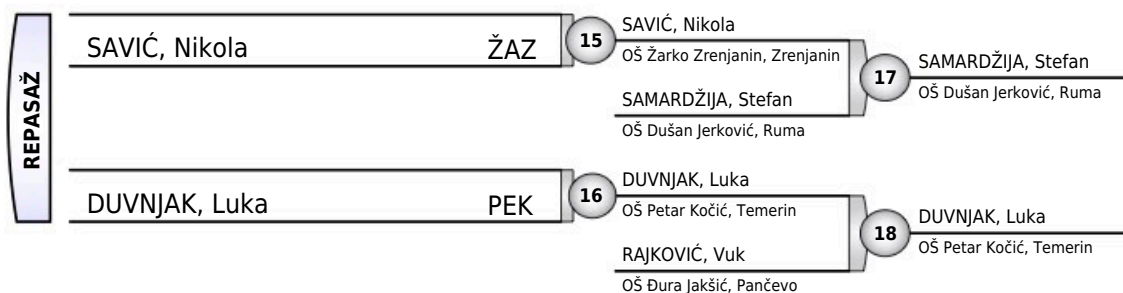 REPASAŽ
SAVIĆ, Nikola ŽAZ
15
SAVIĆ, Nikola
OŠ Žarko Zrenjanin, Zrenjanin
SAMARDŽIJA, Stefan
OŠ Dušan Jerković, Ruma
17
SAMARDŽIJA, Stefan
OŠ Dušan Jerković, Ruma
DUVNJAK, Luka PEK
16
DUVNJAK, Luka
OŠ Petar Kočić, Temerin
RAJKOVIĆ, Vuk
OŠ Đura Jakšić, Pančevo
18
DUVNJAK, Luka
OŠ Petar Kočić, Temerin